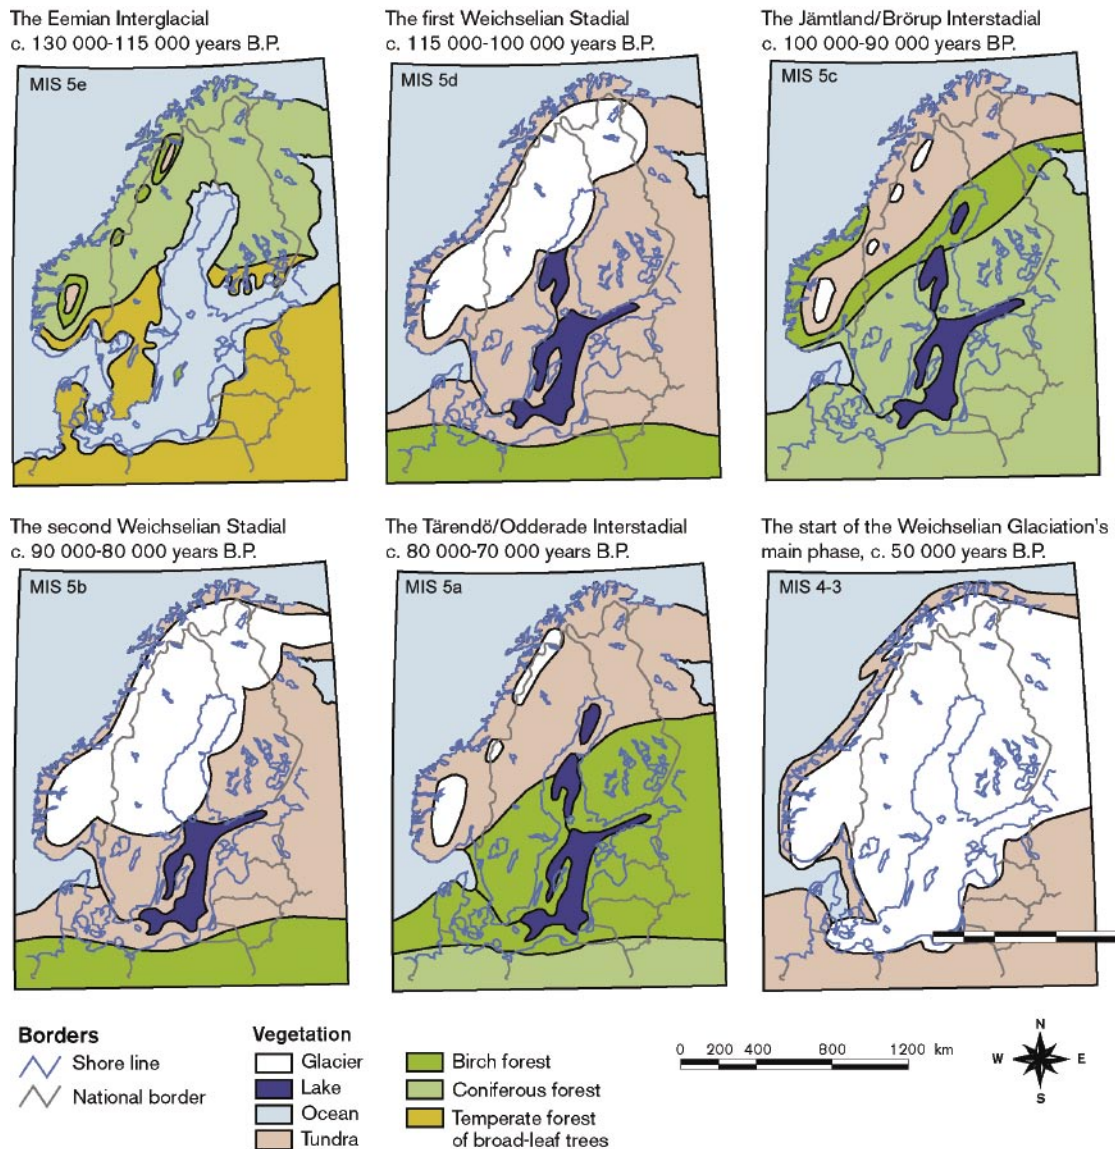 The Eemian Interglacial
c. 130 000-115 000 years B.P.
MIS 5e
The first Weichselian Stadial
c. 115 000-100 000 years B.P.
MIS 5d
The Jämtland/Brörup Interstadial
c. 100 000-90 000 years BP.
MIS 5c
The second Weichselian Stadial
c. 90 000-80 000 years B.P.
MIS 5b
The Tärendö/Odderade Interstadial
c. 80 000-70 000 years B.P.
MIS 5a
The start of the Weichselian Glaciation's
main phase, c. 50 000 years B.P.
MIS 4-3
Borders
Shore line
National border
Vegetation
Glacier
Lake
Ocean
Tundra
Birch forest
Coniferous forest
Temperate forest
of broad-leaf trees
0 200 400 800 1200 km
N
W E
S